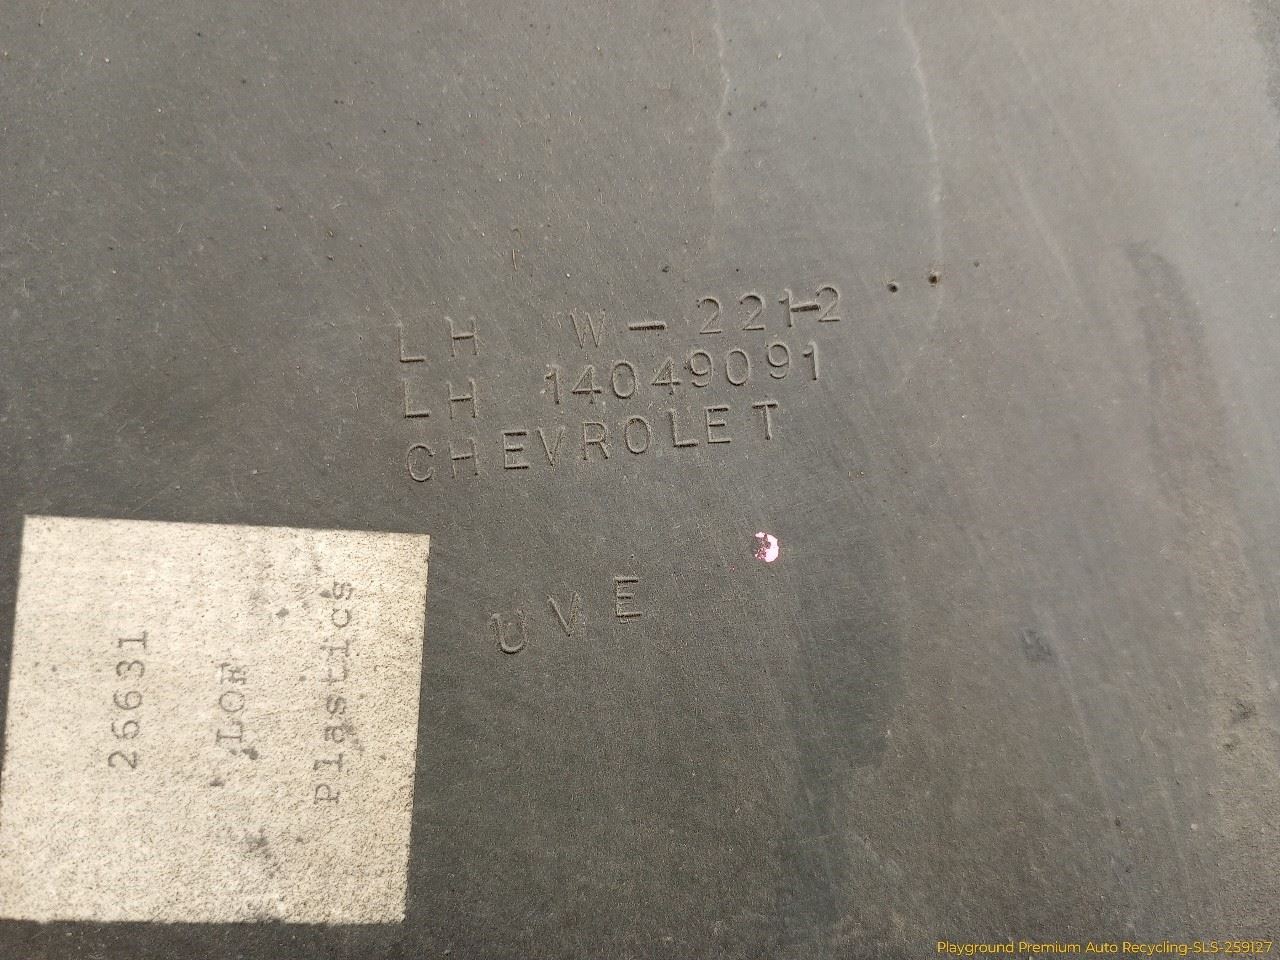 LH W-221-2
LH 14049091
CHEVROLET
UVE
26631
LOF
Plastics
Playground Premium Auto Recycling-SLS-259127